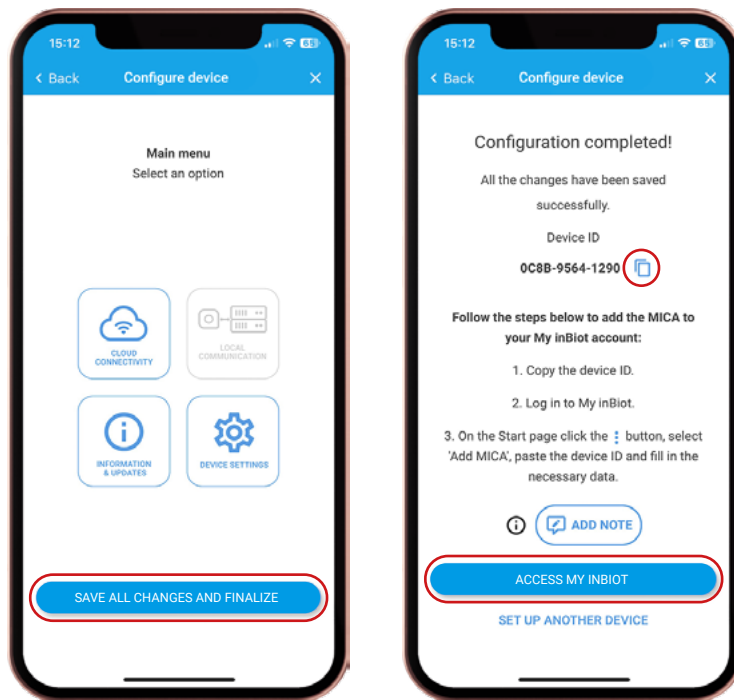 15:12
65
Back
Configure device
Main menu
Select an option
CLOUD
CONNECTIVITY
LOCAL
COMMUNICATION
INFORMATION
& UPDATES
DEVICE SETTINGS
SAVE ALL CHANGES AND FINALIZE
15:12
65
Back
Configure device
Configuration completed!
All the changes have been saved
successfully.
Device ID
0C8B-9564-1290
Follow the steps below to add the MICA to
your My inBiot account:
1. Copy the device ID.
2. Log in to My inBiot.
3. On the Start page click the ⋮ button, select
'Add MICA', paste the device ID and fill in the
necessary data.
ADD NOTE
ACCESS MY INBIOT
SET UP ANOTHER DEVICE